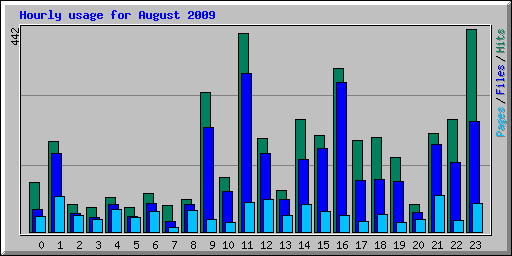 Hourly usage for August 2009
442
Pages/Files/Hits
0 1 2 3 4 5 6 7 8 9 10 11 12 13 14 15 16 17 18 19 20 21 22 23